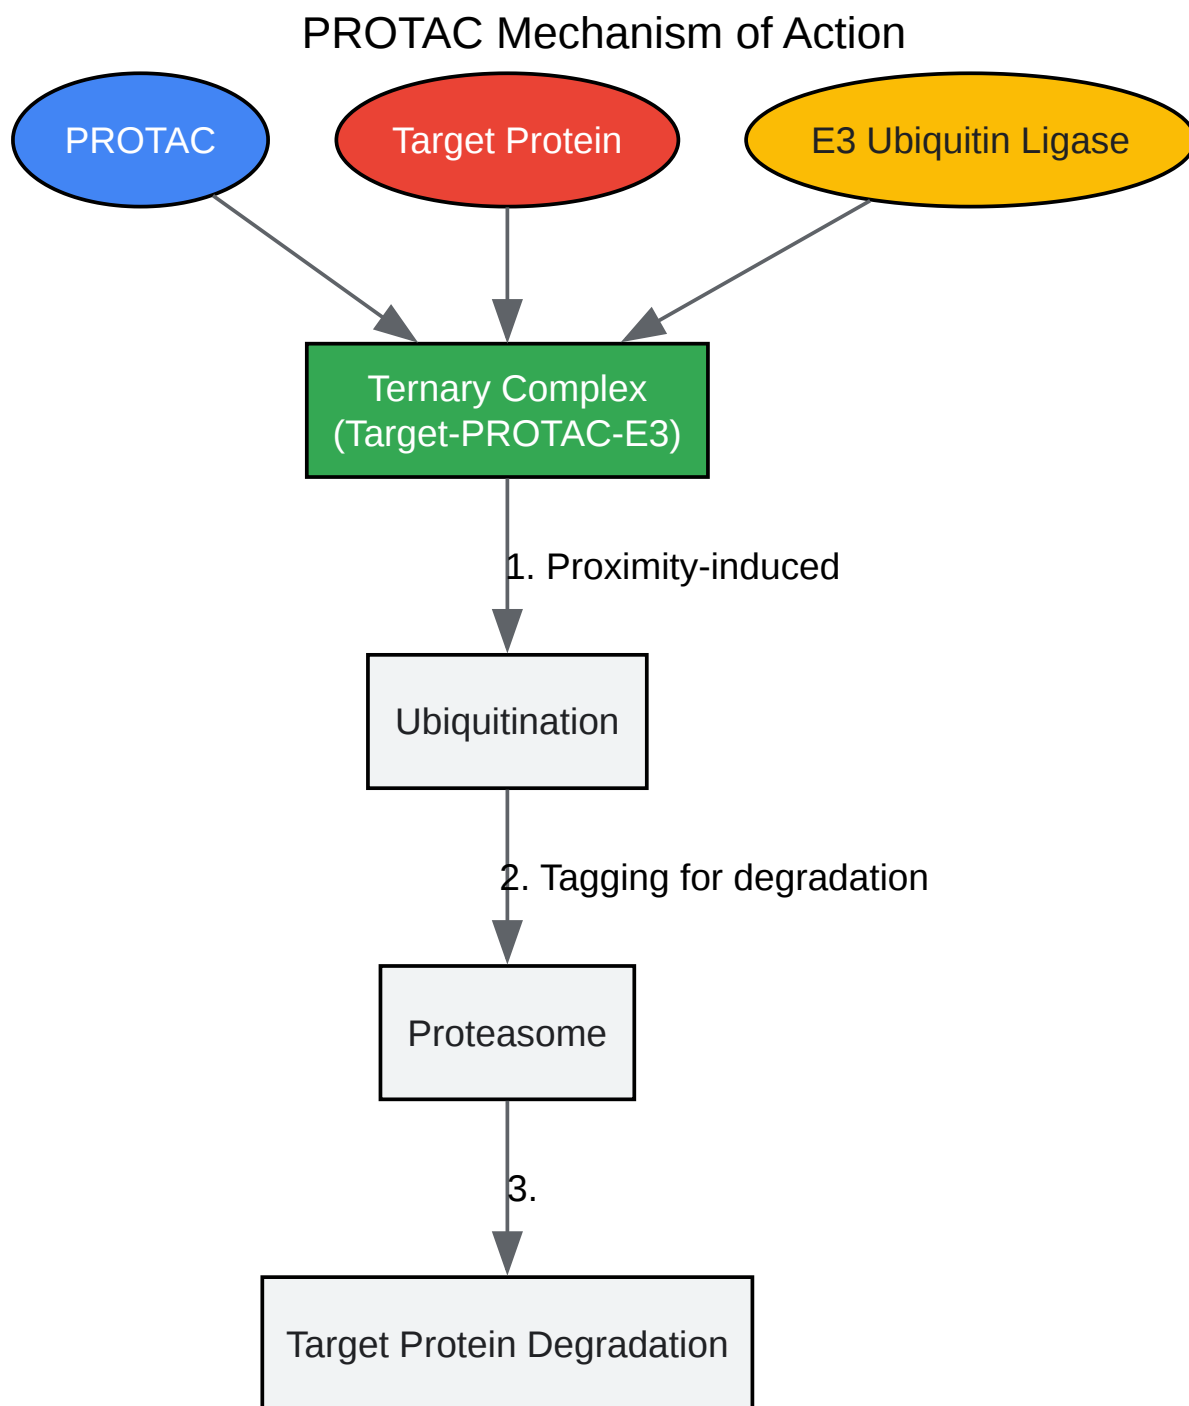 PROTAC Mechanism of Action
PROTAC
Target Protein
E3 Ubiquitin Ligase
Ternary Complex
(Target-PROTAC-E3)
1. Proximity-induced
Ubiquitination
2. Tagging for degradation
Proteasome
3.
Target Protein Degradation